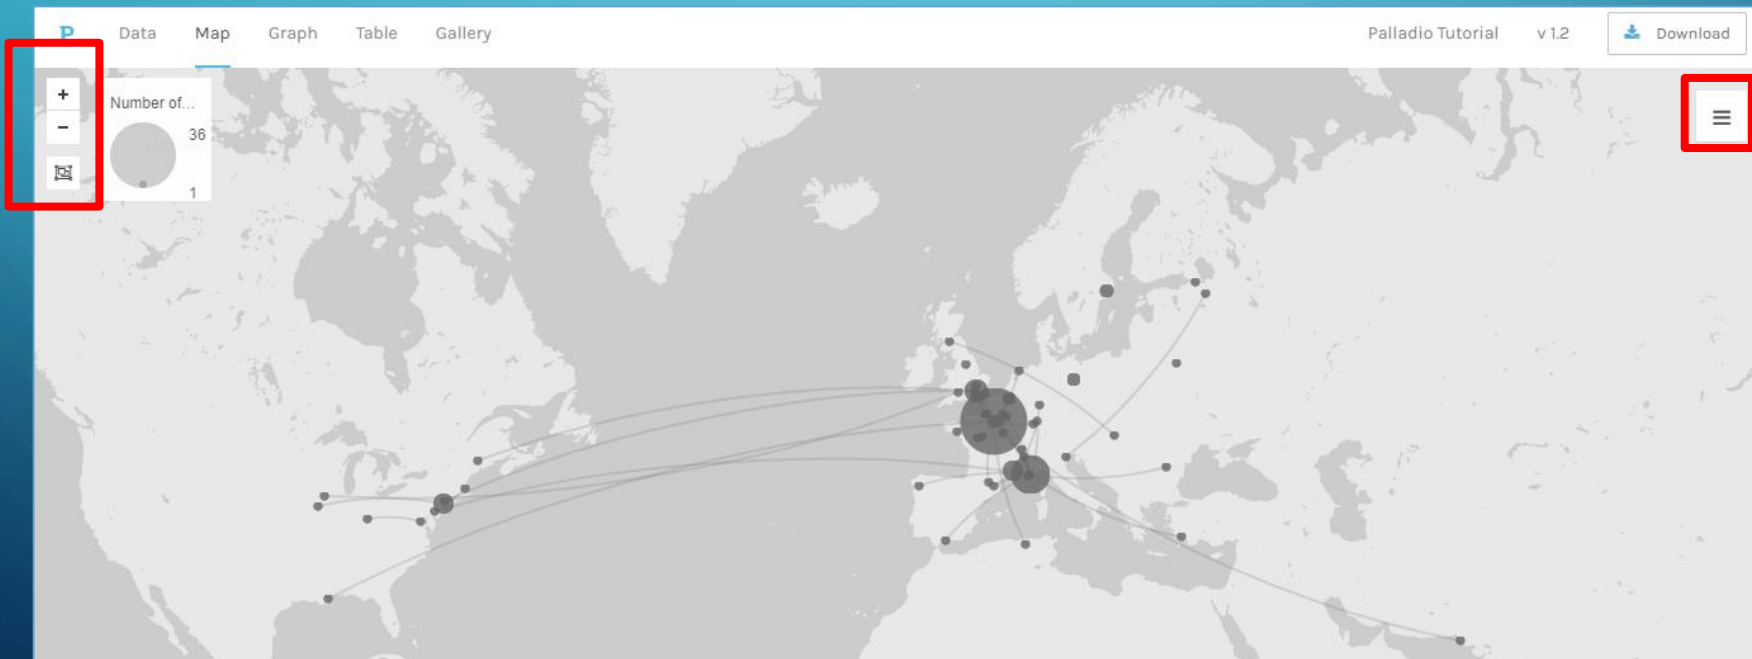 P Data Map Graph Table Gallery Palladio Tutorial v 1.2 Download
+
Number of...
−
36
1